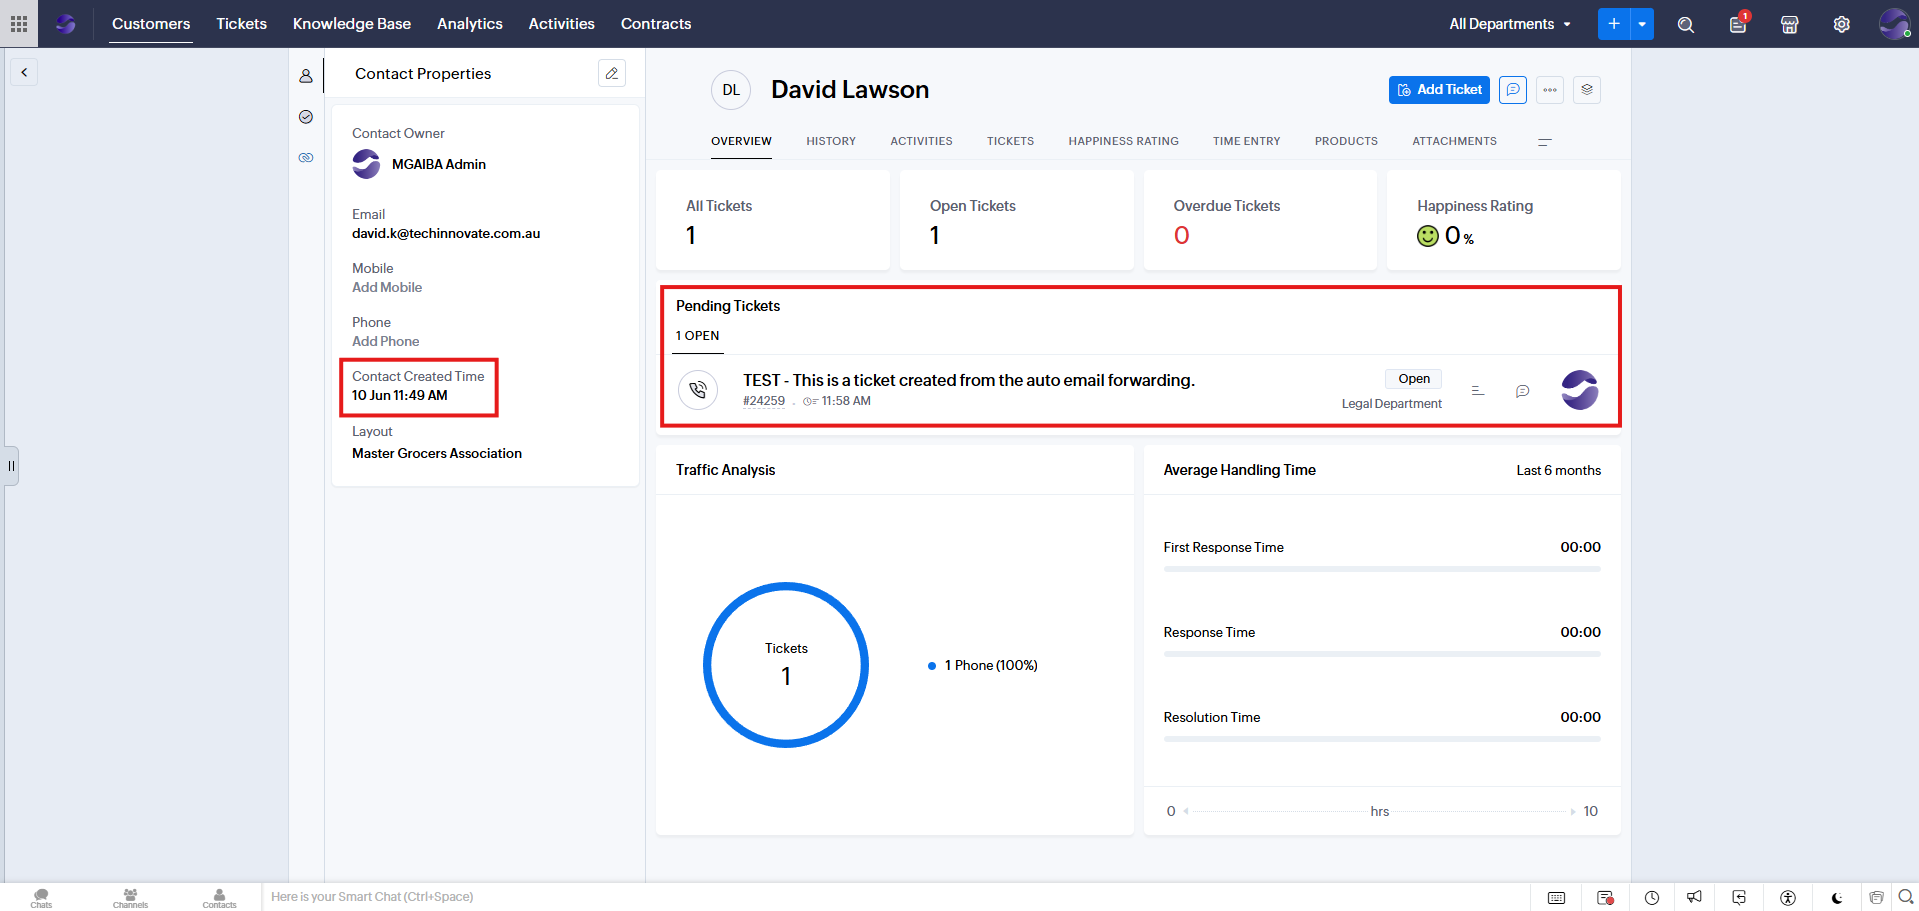 Customers
Tickets
Knowledge Base
Analytics
Activities
Contracts
All Departments
1
Contact Properties
Contact Owner
MGAIBA Admin
Email
david.k@techinnovate.com.au
Mobile
Add Mobile
Phone
Add Phone
Contact Created Time
10 Jun 11:49 AM
Layout
Master Grocers Association
DL
David Lawson
Add Ticket
OVERVIEW
HISTORY
ACTIVITIES
TICKETS
HAPPINESS RATING
TIME ENTRY
PRODUCTS
ATTACHMENTS
All Tickets
1
Open Tickets
1
Overdue Tickets
0
Happiness Rating
0 %
Pending Tickets
1 OPEN
TEST - This is a ticket created from the auto email forwarding.
#24259 . 11:58 AM
Open
Legal Department
Traffic Analysis
Tickets
1
1 Phone (100%)
Average Handling Time
Last 6 months
First Response Time
00:00
Response Time
00:00
Resolution Time
00:00
0
hrs
10
Chats
Channels
Contacts
Here is your Smart Chat (Ctrl+Space)